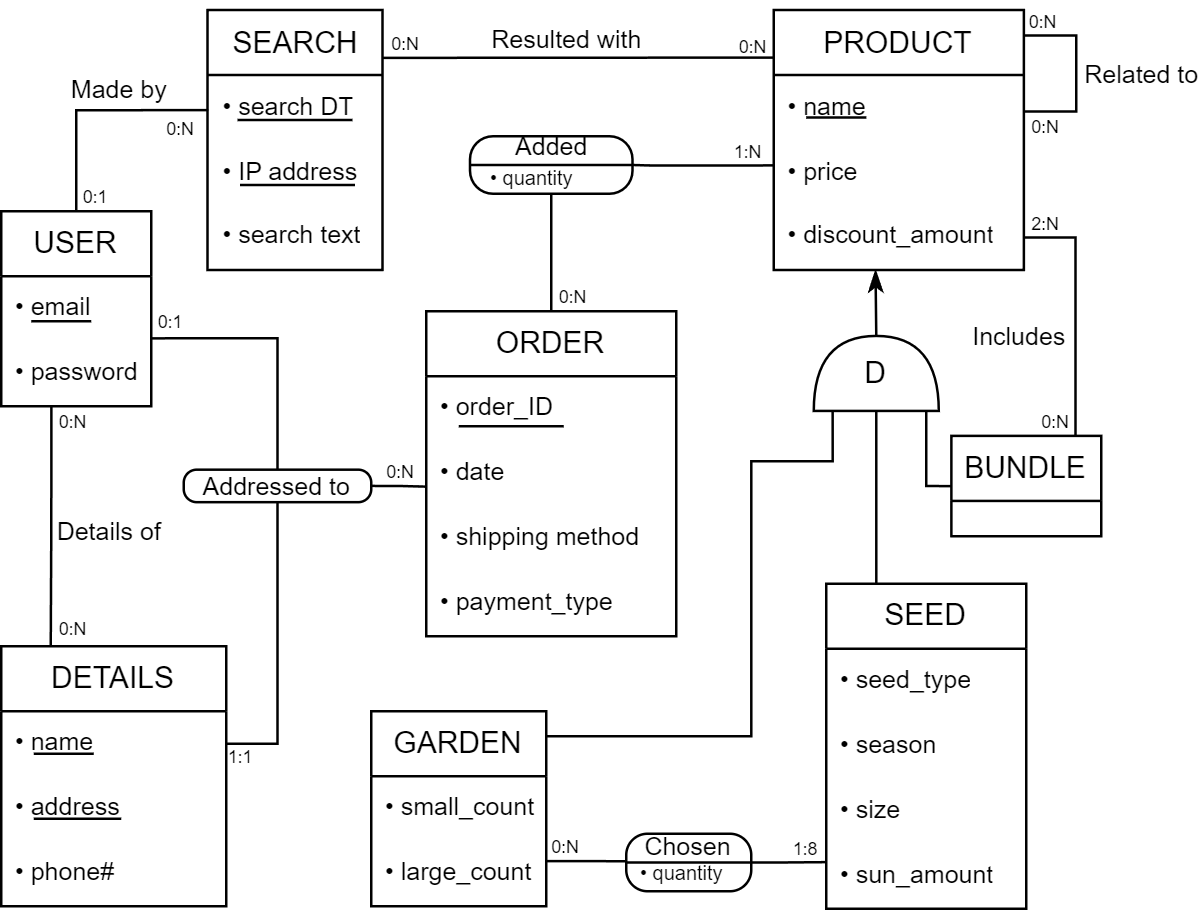 SEARCH
• search DT
• IP address
• search text
0:N
Resulted with
0:N
PRODUCT
• name
• price
• discount_amount
0:N
Related to
0:N
Made by
0:N
0:1
USER
• email
• password
0:1
0:N
Added
• quantity
1:N
0:N
2:N
Includes
0:N
D
BUNDLE
ORDER
• order_ID
• date
• shipping method
• payment_type
Addressed to
0:N
Details of
0:N
DETAILS
• name
• address
• phone#
1:1
GARDEN
• small_count
• large_count
0:N
Chosen
• quantity
1:8
SEED
• seed_type
• season
• size
• sun_amount